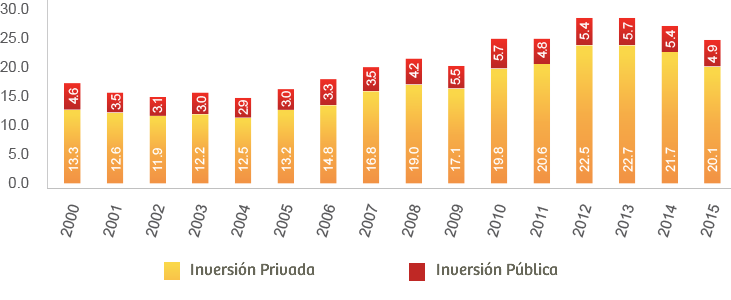 30.0
25.0
20.0
15.0
10.0
5.0
0.0
4.6 3.5 3.1 3.0 2.9 3.0 3.3 3.5 4.2 5.5 5.7 4.8 5.4 5.7 5.4 4.9
13.3 12.6 11.9 12.2 12.5 13.2 14.8 16.8 19.0 17.1 19.8 20.6 22.5 22.7 21.7 20.1
2000 2001 2002 2003 2004 2005 2006 2007 2008 2009 2010 2011 2012 2013 2014 2015
Inversión Privada Inversión Pública